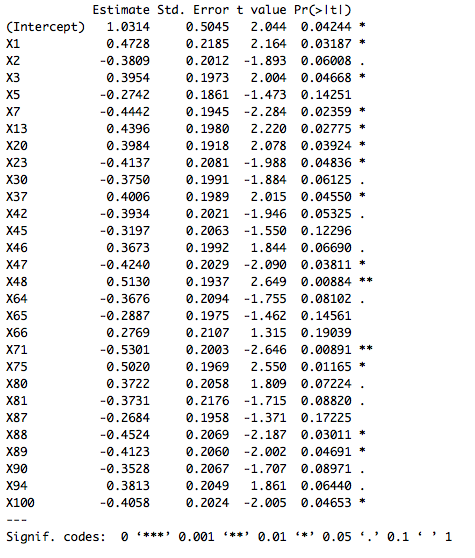 Estimate Std. Error t value Pr(>|t|)
(Intercept) 1.0314 0.5045 2.044 0.04244 *
X1 0.4728 0.2185 2.164 0.03187 *
X2 -0.3809 0.2012 -1.893 0.06008 .
X3 0.3954 0.1973 2.004 0.04668 *
X5 -0.2742 0.1861 -1.473 0.14251
X7 -0.4442 0.1945 -2.284 0.02359 *
X13 0.4396 0.1980 2.220 0.02775 *
X20 0.3984 0.1918 2.078 0.03924 *
X23 -0.4137 0.2081 -1.988 0.04836 *
X30 -0.3750 0.1991 -1.884 0.06125 .
X37 0.4006 0.1989 2.015 0.04550 *
X42 -0.3934 0.2021 -1.946 0.05325 .
X45 -0.3197 0.2063 -1.550 0.12296
X46 0.3673 0.1992 1.844 0.06690 .
X47 -0.4240 0.2029 -2.090 0.03811 *
X48 0.5130 0.1937 2.649 0.00884 **
X64 -0.3676 0.2094 -1.755 0.08102 .
X65 -0.2887 0.1975 -1.462 0.14561
X66 0.2769 0.2107 1.315 0.19039
X71 -0.5301 0.2003 -2.646 0.00891 **
X75 0.5020 0.1969 2.550 0.01165 *
X80 0.3722 0.2058 1.809 0.07224 .
X81 -0.3731 0.2176 -1.715 0.08820 .
X87 -0.2684 0.1958 -1.371 0.17225
X88 -0.4524 0.2069 -2.187 0.03011 *
X89 -0.4123 0.2060 -2.002 0.04691 *
X90 -0.3528 0.2067 -1.707 0.08971 .
X94 0.3813 0.2049 1.861 0.06440 .
X100 -0.4058 0.2024 -2.005 0.04653 *
---
Signif. codes: 0 ‘***’ 0.001 ‘**’ 0.01 ‘*’ 0.05 ‘.’ 0.1 ‘ ’ 1